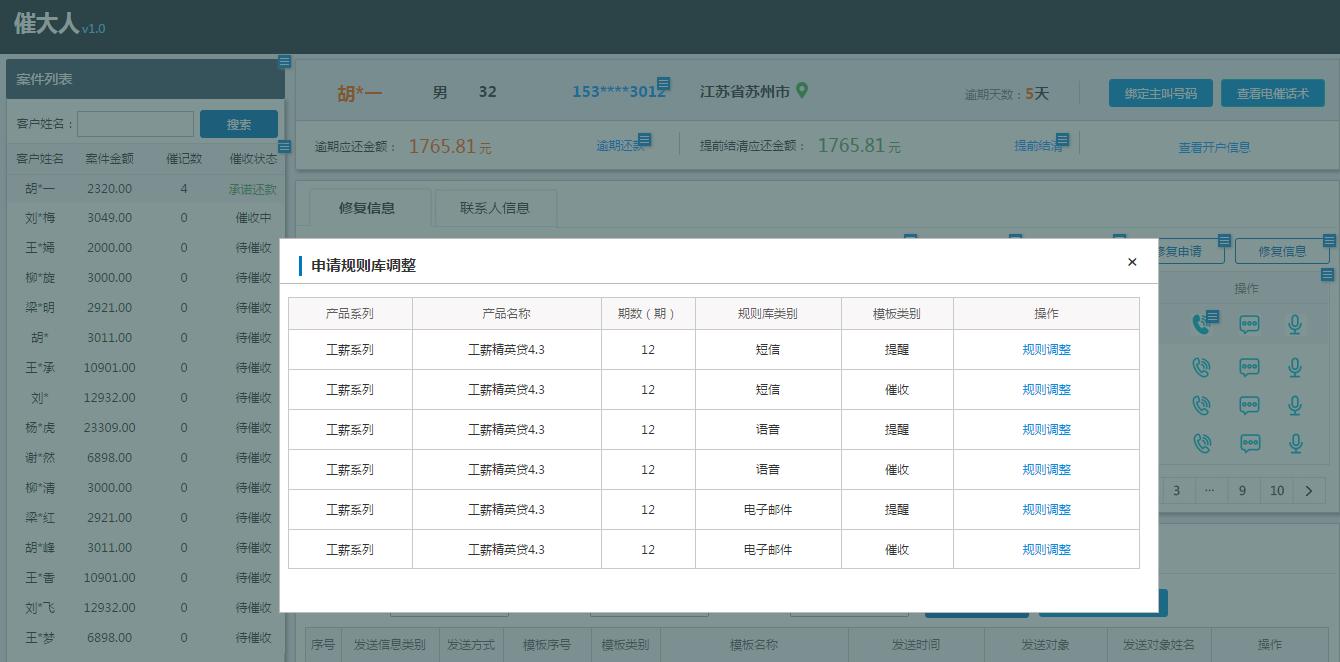 催大人 v1.0
案件列表
客户姓名： 搜索
客户姓名 案件金额 催记数 催收状态
胡*一 2320.00 4 承诺还款
刘*梅 3049.00 0 催收中
王*嫣 2000.00 0 待催收
柳*旋 3000.00 0 待催收
梁*明 2921.00 0 待催收
胡* 3011.00 0 待催收
王*承 10901.00 0 待催收
刘* 12932.00 0 待催收
杨*虎 23309.00 0 待催收
谢*然 6898.00 0 待催收
柳*清 3000.00 0 待催收
梁*红 2921.00 0 待催收
胡*峰 3011.00 0 待催收
王*香 10901.00 0 待催收
刘*飞 12932.00 0 待催收
王*梦 6898.00 0 待催收
胡*一 男 32 153****3012 江苏省苏州市 逾期天数：5天 绑定主叫号码 查看电催话术
逾期应还金额： 1765.81元 逾期还款 提前结清应还金额： 1765.81元 提前结清 查看开户信息
修复信息 联系人信息
修复申请 修复信息
操作
3 ... 9 10 >
申请规则库调整 ×
产品系列 产品名称 期数（期） 规则库类别 模板类别 操作
工薪系列 工薪精英贷4.3 12 短信 提醒 规则调整
工薪系列 工薪精英贷4.3 12 短信 催收 规则调整
工薪系列 工薪精英贷4.3 12 语音 提醒 规则调整
工薪系列 工薪精英贷4.3 12 语音 催收 规则调整
工薪系列 工薪精英贷4.3 12 电子邮件 提醒 规则调整
工薪系列 工薪精英贷4.3 12 电子邮件 催收 规则调整
序号 发送信息类别 发送方式 模板序号 模板类别 模板名称 发送时间 发送对象 发送对象姓名 操作